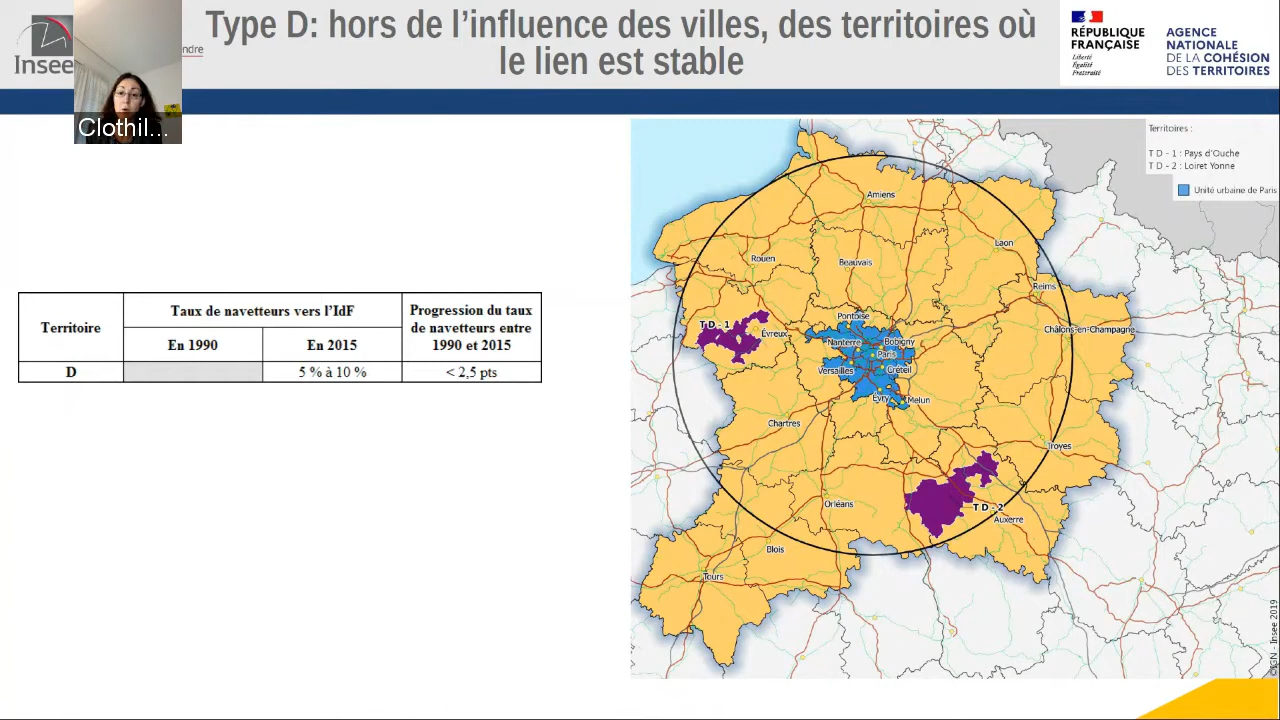 Type D: hors de l’influence des villes, des territoires où
le lien est stable
Insee
ndre
Clothil...
RÉPUBLIQUE
FRANÇAISE
Liberté
Égalité
Fraternité
AGENCE
NATIONALE
DE LA COHÉSION
DES TERRITOIRES
Territoire
Taux de navetteurs vers l’IdF
Progression du taux
de navetteurs entre
1990 et 2015
En 1990
En 2015
D
5 % à 10 %
< 2,5 pts
Territoires :
T D - 1 : Pays d'Ouche
T D - 2 : Loiret Yonne
Unité urbaine de Paris
Amiens
Laon
Rouen
Beauvais
Reims
Pontoise
T D - 1
Évreux
Châlons-en-Champagne
Nanterre
Bobigny
Paris
Versailles
Créteil
Évry
Melun
Chartres
Troyes
Orléans
T D - 2
Auxerre
Blois
Tours
©IGN - Insee 2019